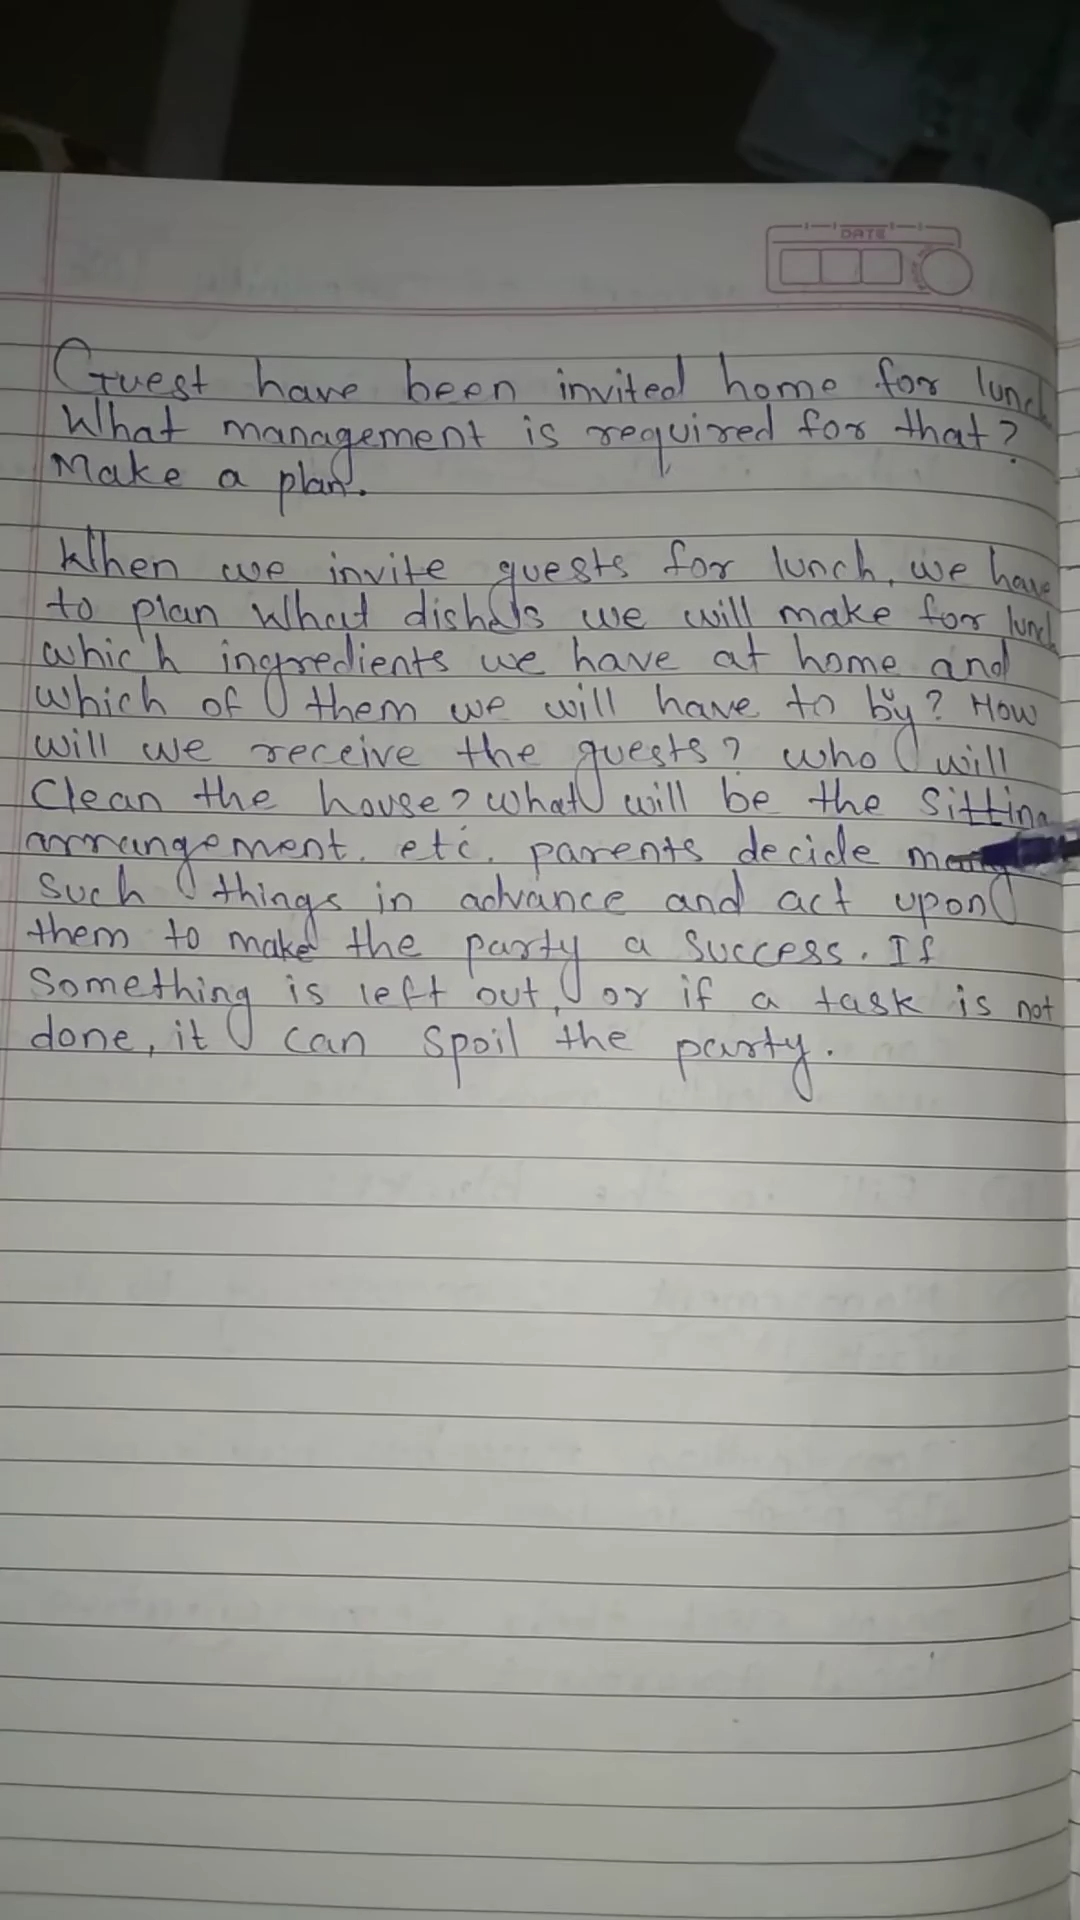 DATE
Guest have been invited home for lunch
What management is required for that?
Make a plan.
When we invite guests for lunch, we have
to plan what dishes we will make for lunch
which ingredients we have at home and
which of them we will have to by? How
will we receive the guests? who will
Clean the house? what will be the Sitting
arrangement. etc. parents decide many
Such things in advance and act upon
them to make the party a Success. If
Something is left out, or if a task is not
done, it can Spoil the party.